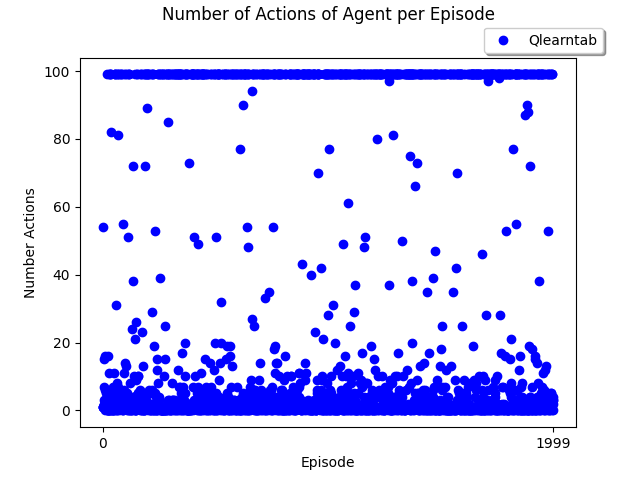 Number of Actions of Agent per Episode
Qlearntab
100
80
60
40
20
0
Number Actions
0
1999
Episode